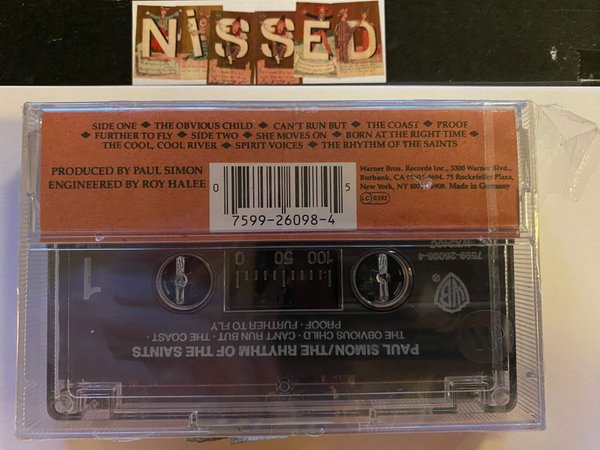 NiSSED
SIDE ONE ♦ THE OBVIOUS CHILD ♦ CAN'T RUN BUT ♦ THE COAST ♦ PROOF
♦ FURTHER TO FLY ♦ SIDE TWO ♦ SHE MOVES ON ♦ BORN AT THE RIGHT TIME ♦
THE COOL, COOL RIVER ♦ SPIRIT VOICES ♦ THE RHYTHM OF THE SAINTS
PRODUCED BY PAUL SIMON
ENGINEERED BY ROY HALEE
0 5
7599-26098-4
Warner Bros. Records Inc., 3300 Warner Blvd.,
Burbank, CA 75 Rockefeller Plaza,
New York, NY Made in Germany
LC 0392
7599-26098-4
1
100 50 0
WB
PAUL SIMON/THE RHYTHM OF THE SAINTS
THE OBVIOUS CHILD · CAN'T RUN BUT · THE COAST ·
PROOF · FURTHER TO FLY